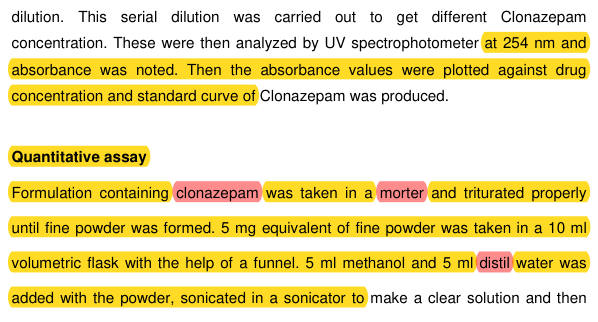 dilution. This serial dilution was carried out to get different Clonazepam
concentration. These were then analyzed by UV spectrophotometer at 254 nm and
absorbance was noted. Then the absorbance values were plotted against drug
concentration and standard curve of Clonazepam was produced.
Quantitative assay
Formulation containing clonazepam was taken in a morter and triturated properly
until fine powder was formed. 5 mg equivalent of fine powder was taken in a 10 ml
volumetric flask with the help of a funnel. 5 ml methanol and 5 ml distil water was
added with the powder, sonicated in a sonicator to make a clear solution and then